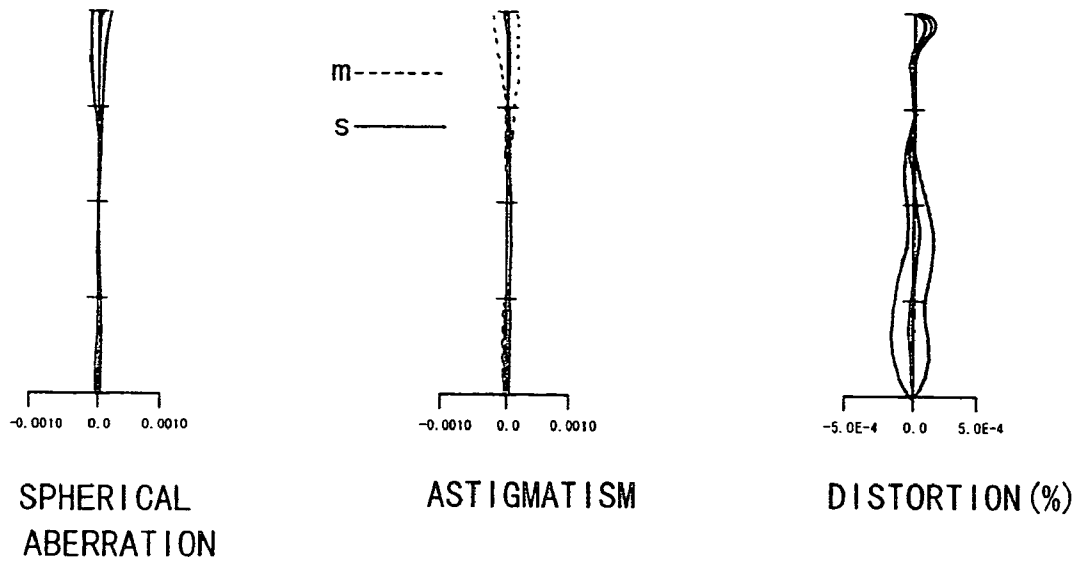 m
s
-0.0010 0.0 0.0010
-0.0010 0.0 0.0010
-5.0E-4 0.0 5.0E-4
SPHERICAL
ABERRATION
ASTIGMATISM
DISTORTION(%)